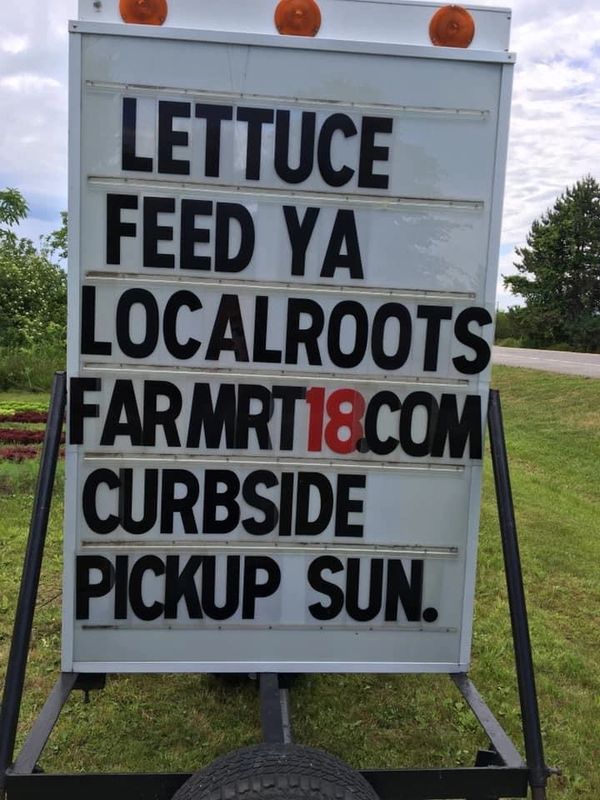 LETTUCE
FEED YA
LOCALROOTS
FARMRT18.COM
CURBSIDE
PICKUP SUN.